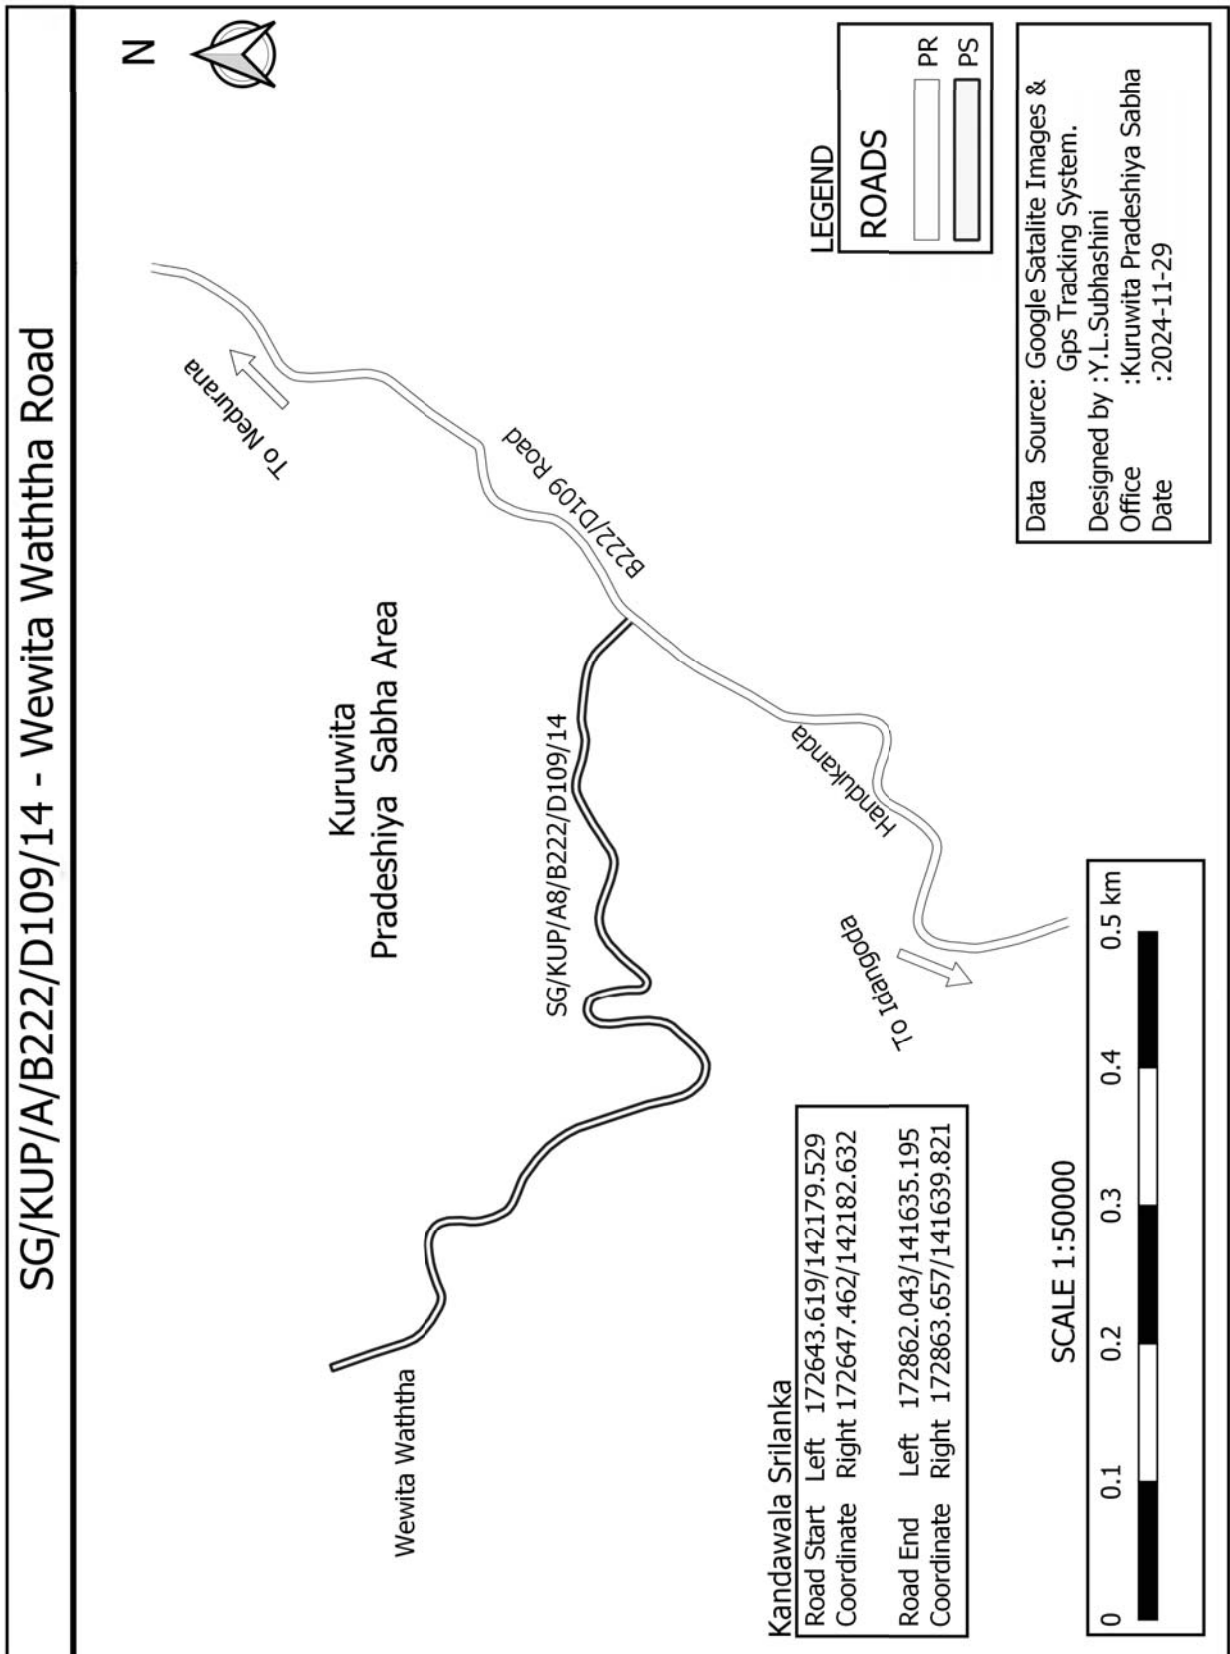 SG/KUP/A/B222/D109/14 - Wewita Waththa Road
N
To Nedurana
Kuruwita
Pradeshiya Sabha Area
B222/D109 Road
SG/KUP/A8/B222/D109/14
Wewita Waththa
Handukanda
To Idangoda
LEGEND
ROADS
PR
PS
Kandawala Srilanka
Road Start Left 172643.619/142179.529
Coordinate Right 172647.462/142182.632
Road End Left 172862.043/141635.195
Coordinate Right 172863.657/141639.821
Data Source: Google Satalite Images &
Gps Tracking System.
Designed by :Y.L.Subhashini
Office :Kuruwita Pradeshiya Sabha
Date :2024-11-29
SCALE 1:50000
0 0.1 0.2 0.3 0.4 0.5 km